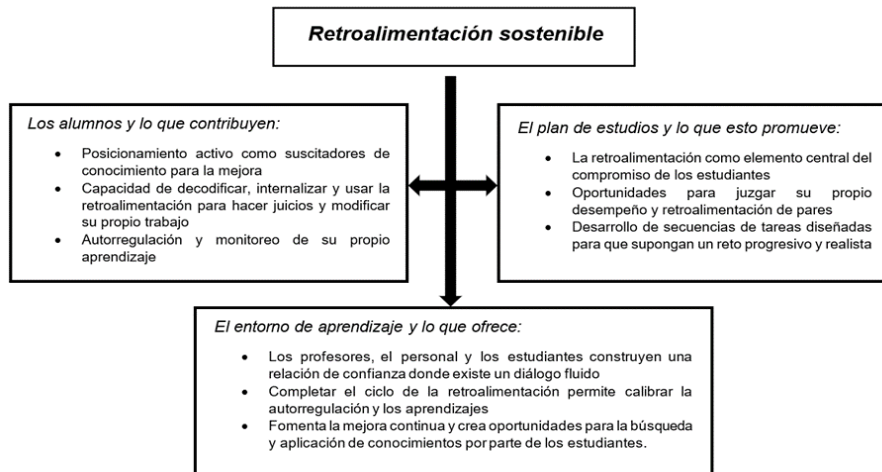 Retroalimentación sostenible
Los alumnos y lo que contribuyen:
• Posicionamiento activo como suscitadores de
conocimiento para la mejora
• Capacidad de decodificar, internalizar y usar la
retroalimentación para hacer juicios y modificar
su propio trabajo
• Autorregulación y monitoreo de su propio
aprendizaje
El plan de estudios y lo que esto promueve:
• La retroalimentación como elemento central del
compromiso de los estudiantes
• Oportunidades para juzgar su propio
desempeño y retroalimentación de pares
• Desarrollo de secuencias de tareas diseñadas
para que supongan un reto progresivo y realista
El entorno de aprendizaje y lo que ofrece:
• Los profesores, el personal y los estudiantes construyen una
relación de confianza donde existe un diálogo fluido
• Completar el ciclo de la retroalimentación permite calibrar la
autorregulación y los aprendizajes
• Fomenta la mejora continua y crea oportunidades para la búsqueda
y aplicación de conocimientos por parte de los estudiantes.